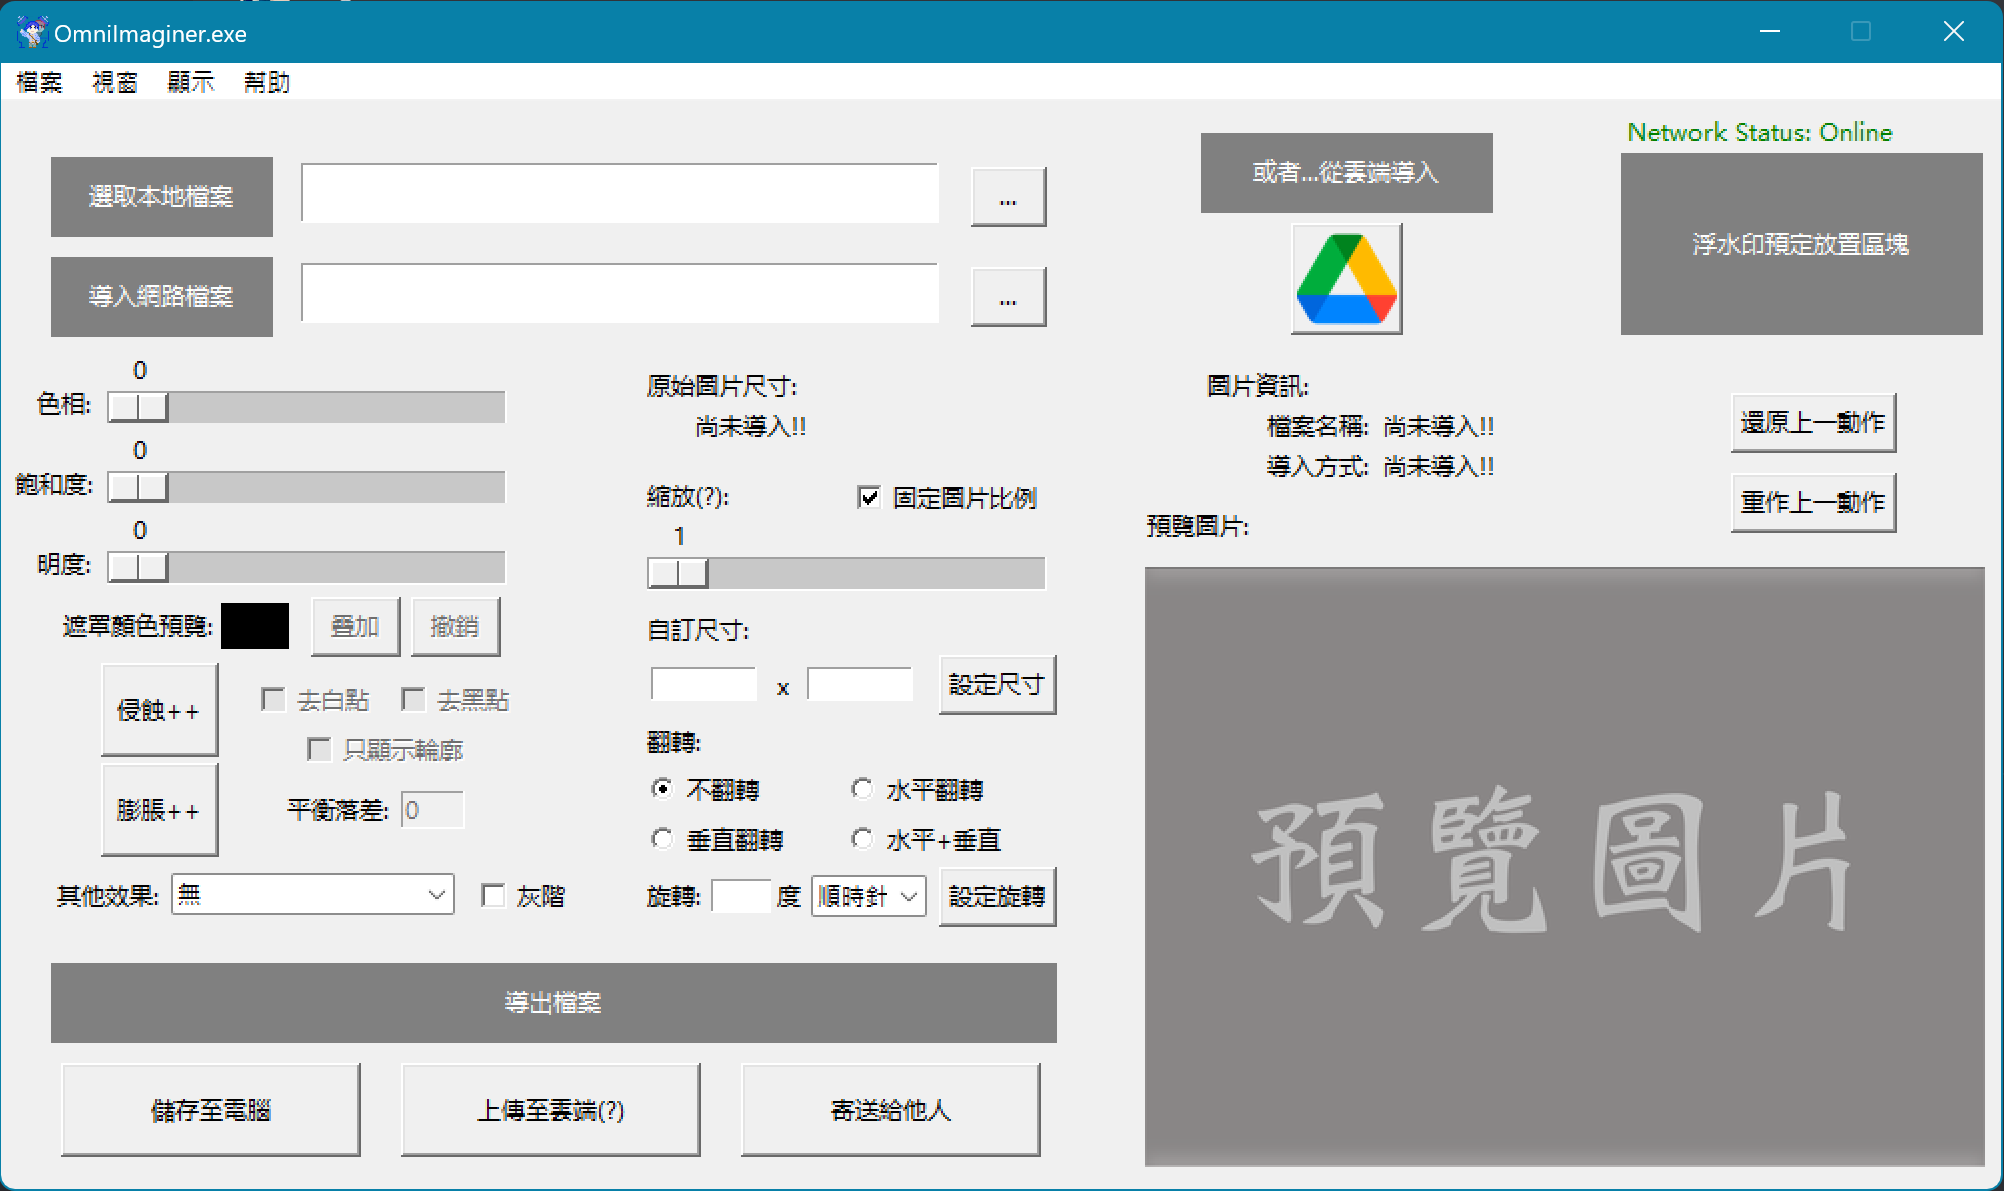 OmniImaginer.exe
檔案 視窗 顯示 幫助
Network Status: Online
選取本地檔案 ...
或者...從雲端導入
浮水印預定放置區塊
導入網路檔案 ...
0
色相:
0
飽和度:
0
明度:
遮罩顏色預覽: 叠加 撤銷
侵蝕++ 去白點 去黑點
只顯示輪廓
膨脹++ 平衡落差: 0
其他效果: 無 灰階
原始圖片尺寸:
尚未導入!!
縮放(?): 固定圖片比例
1
自訂尺寸:
x 設定尺寸
翻轉:
不翻轉 水平翻轉
垂直翻轉 水平+垂直
旋轉: 度 順時針 設定旋轉
圖片資訊:
檔案名稱: 尚未導入!!
導入方式: 尚未導入!!
還原上一動作
重作上一動作
預覽圖片:
預覽圖片
導出檔案
儲存至電腦 上傳至雲端(?) 寄送給他人